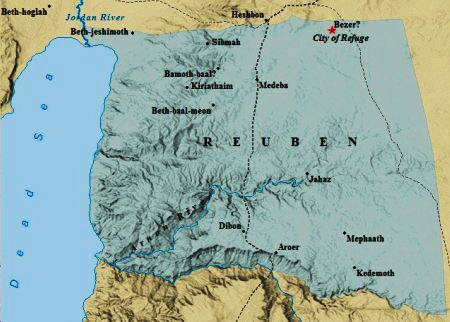 Beth-hoglah
Jordan River
Heshbon
Bezer?
City of Refuge
Beth-jeshimoth
Sibmah
Bamoth-baal?
Kiriathaim
Medeba
Beth-baal-meon
REUBEN
Dead Sea
Jahaz
Arnon River
Dibon
Mephaath
Aroer
Kedemoth